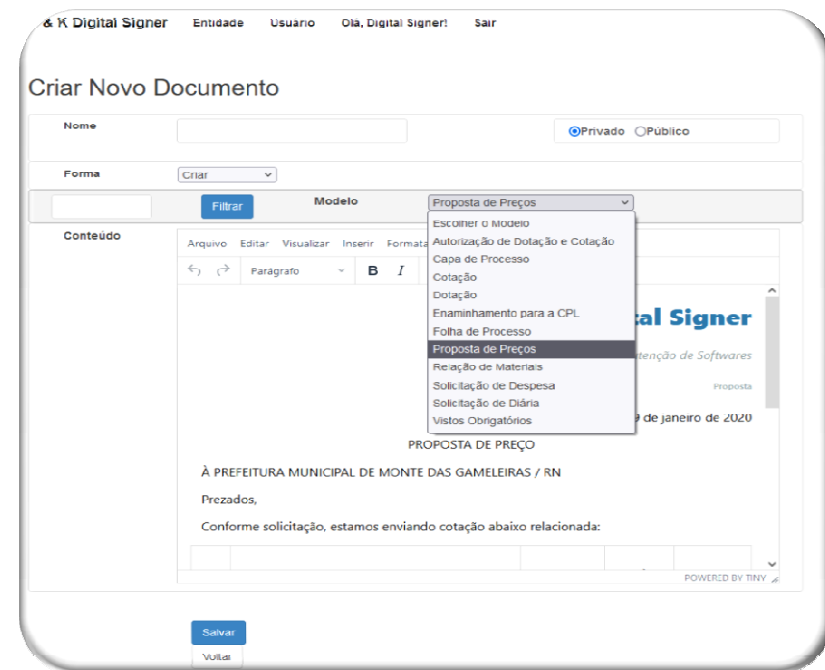 & K Digital Signer Entidade Usuário Olá, Digital Signer! Sair
Criar Novo Documento
Nome
Privado Público
Forma
Criar
Filtrar
Modelo
Proposta de Preços
Escolher o Modelo
Autorização de Dotação e Cotação
Capa de Processo
Cotação
Dotação
Enaminhamento para a CPL
Folha de Processo
Proposta de Preços
Relação de Materiais
Solicitação de Despesa
Solicitação de Diária
Vistos Obrigatórios
Conteúdo
Arquivo Editar Visualizar Inserir Formata
Parágrafo B I
tal Signer
tenção de Softwares
Proposta
9 de janeiro de 2020
PROPOSTA DE PREÇO
À PREFEITURA MUNICIPAL DE MONTE DAS GAMELEIRAS / RN
Prezados,
Conforme solicitação, estamos enviando cotação abaixo relacionada:
POWERED BY TINY
Salvar
Voltar